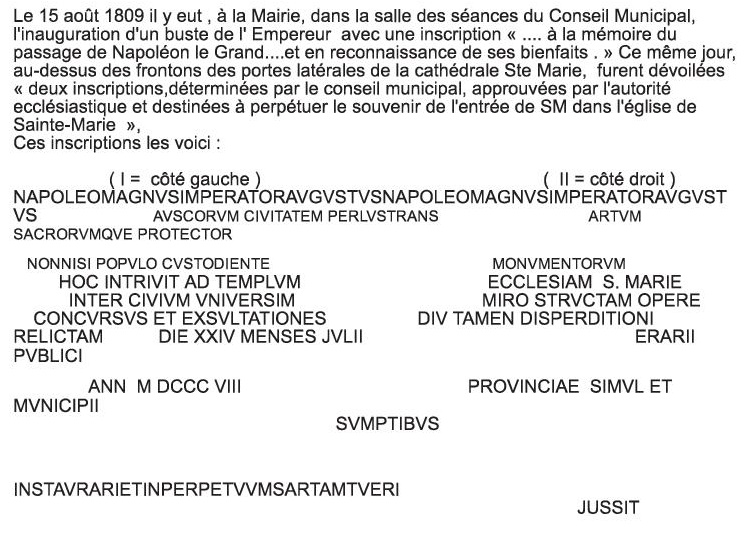 Le 15 août 1809 il y eut , à la Mairie, dans la salle des séances du Conseil Municipal,
l'inauguration d'un buste de l' Empereur avec une inscription « .... à la mémoire du
passage de Napoléon le Grand....et en reconnaissance de ses bienfaits . » Ce même jour,
au-dessus des frontons des portes latérales de la cathédrale Ste Marie, furent dévoilées
« deux inscriptions,déterminées par le conseil municipal, approuvées par l'autorité
ecclésiastique et destinées à perpétuer le souvenir de l'entrée de SM dans l'église de
Sainte-Marie »,
Ces inscriptions les voici :
( I = côté gauche ) ( II = côté droit )
NAPOLEOMAGNVSIMPERATORAVGVSTVSNAPOLEOMAGNVSIMPERATORAVGVST
VS AVSCORVM CIVITATEM PERLVSTRANS ARTVM
SACRORVMQVE PROTECTOR
NONNISI POPVLO CVSTODIENTE MONVMENTORVM
HOC INTRIVIT AD TEMPLVM ECCLESIAM S. MARIE
INTER CIVIVM VNIVERSIM MIRO STRVCTAM OPERE
CONCVRSVS ET EXSVLTATIONES DIV TAMEN DISPERDITIONI
RELICTAM DIE XXIV MENSES JVLII ERARII
PVBLICI
ANN M DCCC VIII PROVINCIAE SIMVL ET
MVNICIPII
SVMPTIBVS
INSTAVRARIETINPERPETVVMSARTAMTVERI
JUSSIT